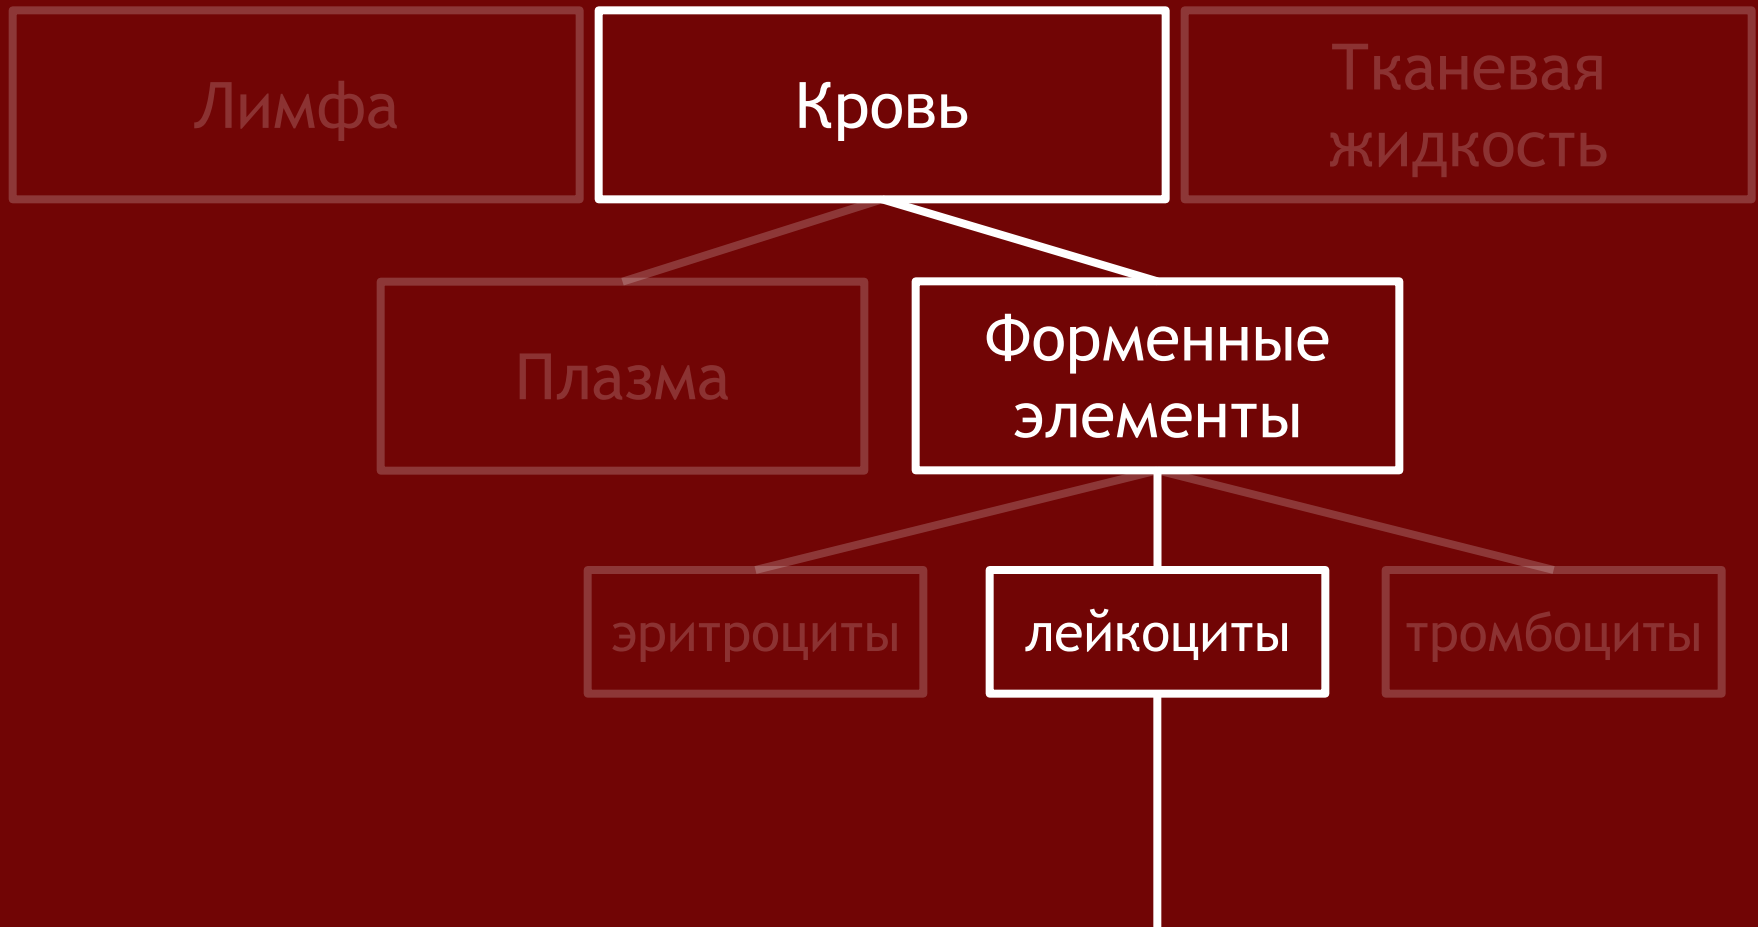 Лимфа
Кровь
Тканевая
жидкость
Плазма
Форменные
элементы
эритроциты
лейкоциты
тромбоциты